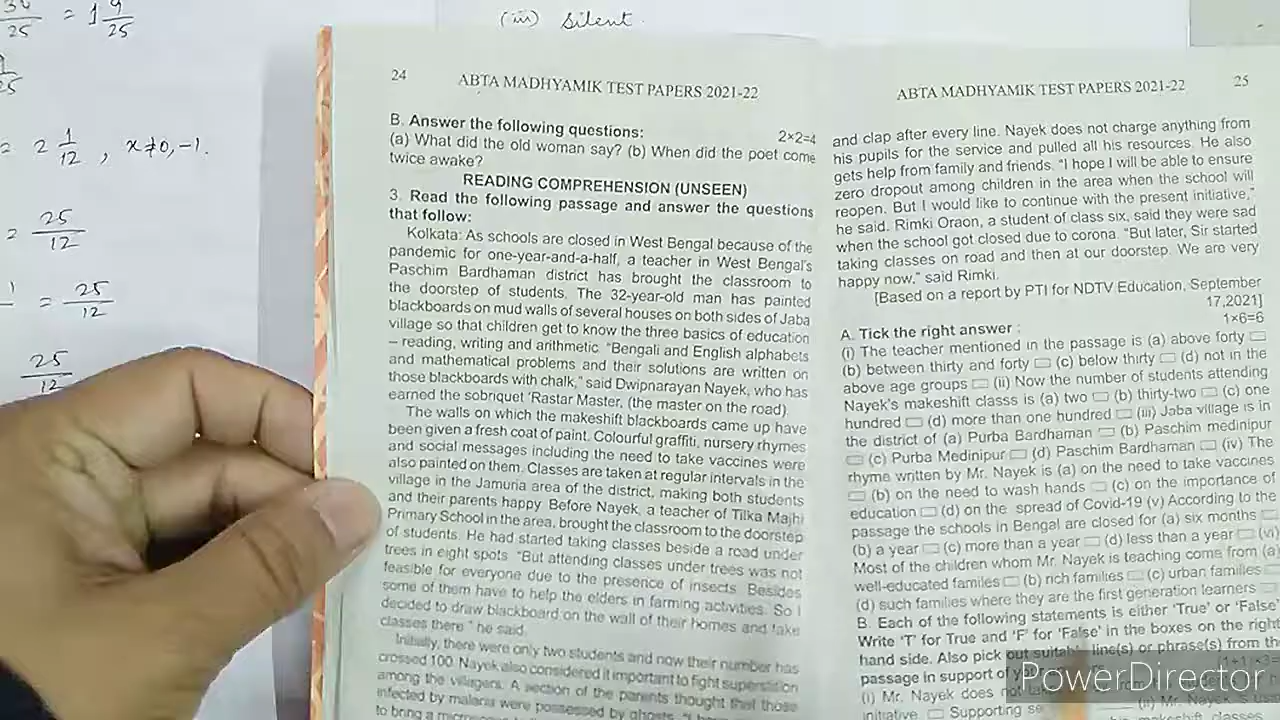 = 1 9/25
25
(iii) Silent.
= 2 1/12 , x≠0,-1.
= 25/12
1 = 25/12
25/12
24 ABTA MADHYAMIK TEST PAPERS 2021-22
B. Answer the following questions: 2×2=4
(a) What did the old woman say? (b) When did the poet come
twice awake?
READING COMPREHENSION (UNSEEN)
3. Read the following passage and answer the questions
that follow:
Kolkata: As schools are closed in West Bengal because of the
pandemic for one-year-and-a-half, a teacher in West Bengal's
Paschim Bardhaman district has brought the classroom to
the doorstep of students. The 32-year-old man has painted
blackboards on mud walls of several houses on both sides of Jaba
village so that children get to know the three basics of education
– reading, writing and arithmetic "Bengali and English alphabets
and mathematical problems and their solutions are written on
those blackboards with chalk," said Dwipnarayan Nayek, who has
earned the sobriquet 'Rastar Master, (the master on the road)
The walls on which the makeshift blackboards came up have
been given a fresh coat of paint. Colourful graffiti, nursery rhymes
and social messages including the need to take vaccines were
also painted on them. Classes are taken at regular intervals in the
village in the Jamuria area of the district, making both students
and their parents happy Before Nayek, a teacher of Tilka Majhi
Primary School in the area, brought the classroom to the doorstep
of students. He had started taking classes beside a road under
trees in eight spots "But attending classes under trees was not
feasible for everyone due to the presence of insects. Besides
some of them have to help the elders in farming activities. So I
decided to draw blackboard on the wall of their homes and take
classes there " he said.
Initially, there were only two students and now their number has
crossed 100. Nayek also considered it important to fight superstition
among the villagers. A section of the parents thought that those
infected by malaria were possessed by ghosts. "I
to bring a
ABTA MADHYAMIK TEST PAPERS 2021-22 25
and clap after every line. Nayek does not charge anything from
his pupils for the service and pulled all his resources. He also
gets help from family and friends. "I hope I will be able to ensure
zero dropout among children in the area when the school will
reopen. But I would like to continue with the present initiative,"
he said. Rimki Oraon, a student of class six, said they were sad
when the school got closed due to corona. "But later, Sir started
taking classes on road and then at our doorstep. We are very
happy now," said Rimki.
[Based on a report by PTI for NDTV Education, September
17,2021]
A. Tick the right answer : 1×6=6
(i) The teacher mentioned in the passage is (a) above forty
(b) between thirty and forty (c) below thirty (d) not in the
above age groups (ii) Now the number of students attending
Nayek's makeshift classs is (a) two (b) thirty-two (c) one
hundred (d) more than one hundred (iii) Jaba village is in
the district of (a) Purba Bardhaman (b) Paschim medinipur
(c) Purba Medinipur (d) Paschim Bardhaman (iv) The
rhyme written by Mr. Nayek is (a) on the need to take vaccines
(b) on the need to wash hands (c) on the importance of
education (d) on the spread of Covid-19 (v) According to the
passage the schools in Bengal are closed for (a) six months
(b) a year (c) more than a year (d) less than a year (vi)
Most of the children whom Mr. Nayek is teaching come from (a)
well-educated familes (b) rich families (c) urban families
(d) such families where they are the first generation learners
B. Each of the following statements is either 'True' or 'False'
Write 'T' for True and 'F' for 'False' in the boxes on the right
hand side. Also pick out line(s) or phrase(s) from the
passage in support of
(i) Mr. Nayek does not
initiative Supporting
PowerDirector